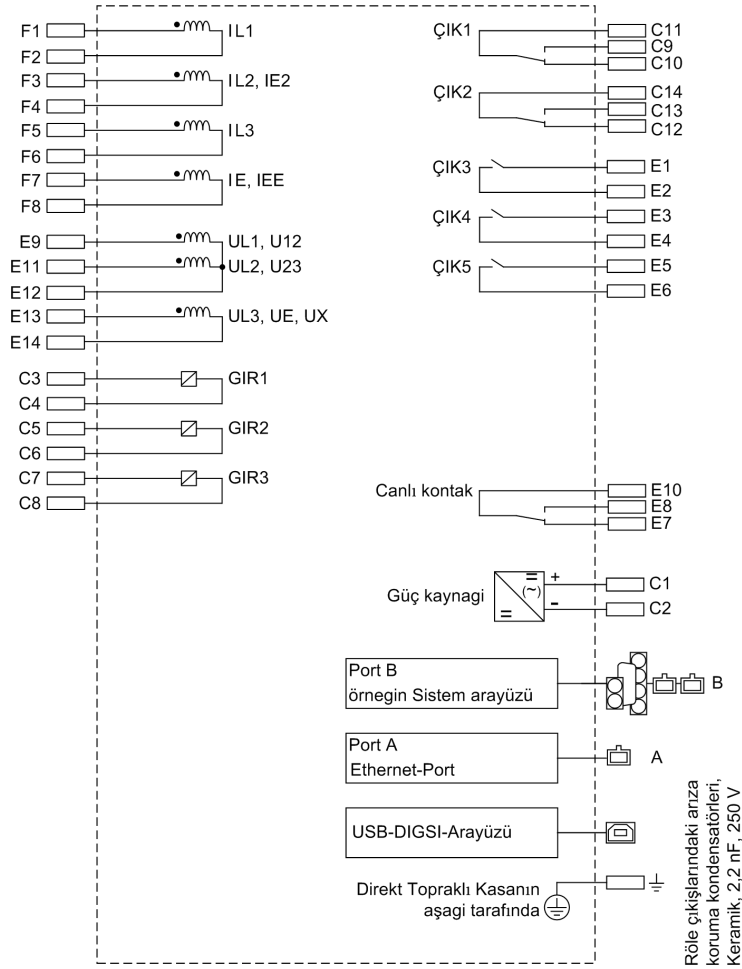 F1
IL1
F2
F3
IL2, IE2
F4
F5
IL3
F6
F7
IE, IEE
F8
E9
UL1, U12
E11
UL2, U23
E12
E13
UL3, UE, UX
E14
C3
GIR1
C4
C5
GIR2
C6
C7
GIR3
C8
ÇIK1
C11
C9
C10
ÇIK2
C14
C13
C12
ÇIK3
E1
E2
ÇIK4
E3
E4
ÇIK5
E5
E6
Canlı kontak
E10
E8
E7
Güç kaynagi
=
(~)
=
+
-
C1
C2
Port B
örnegin Sistem arayüzü
B
Port A
Ethernet-Port
A
USB-DIGSI-Arayüzü
Direkt Topraklı Kasanın
aşagi tarafında
Röle çıkişlarındaki arıza
koruma kondensatörleri,
Keramik, 2,2 nF, 250 V